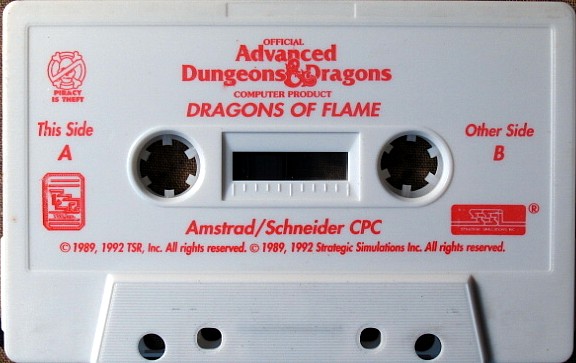 OFFICIAL
Advanced
Dungeons & Dragons
COMPUTER PRODUCT
DRAGONS OF FLAME
PIRACY
IS THEFT
This Side
A
Other Side
B
SSI
®
Amstrad/Schneider CPC
© 1989, 1992 TSR, Inc. All rights reserved. © 1989, 1992 Strategic Simulations Inc. All rights reserved.